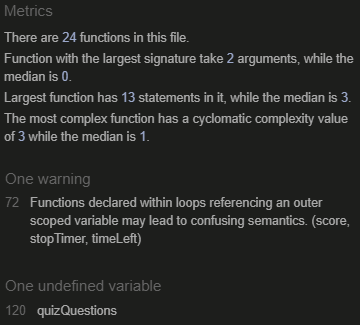 Metrics
There are 24 functions in this file.
Function with the largest signature take 2 arguments, while the
median is 0.
Largest function has 13 statements in it, while the median is 3.
The most complex function has a cyclomatic complexity value
of 3 while the median is 1.
One warning
72 Functions declared within loops referencing an outer
scoped variable may lead to confusing semantics. (score,
stopTimer, timeLeft)
One undefined variable
120 quizQuestions